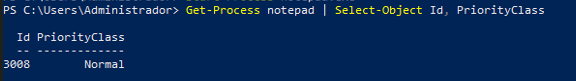 PS C:\Users\Administrador> Get-Process notepad | Select-Object Id, PriorityClass
  Id PriorityClass
  -- -------------
3008        Normal